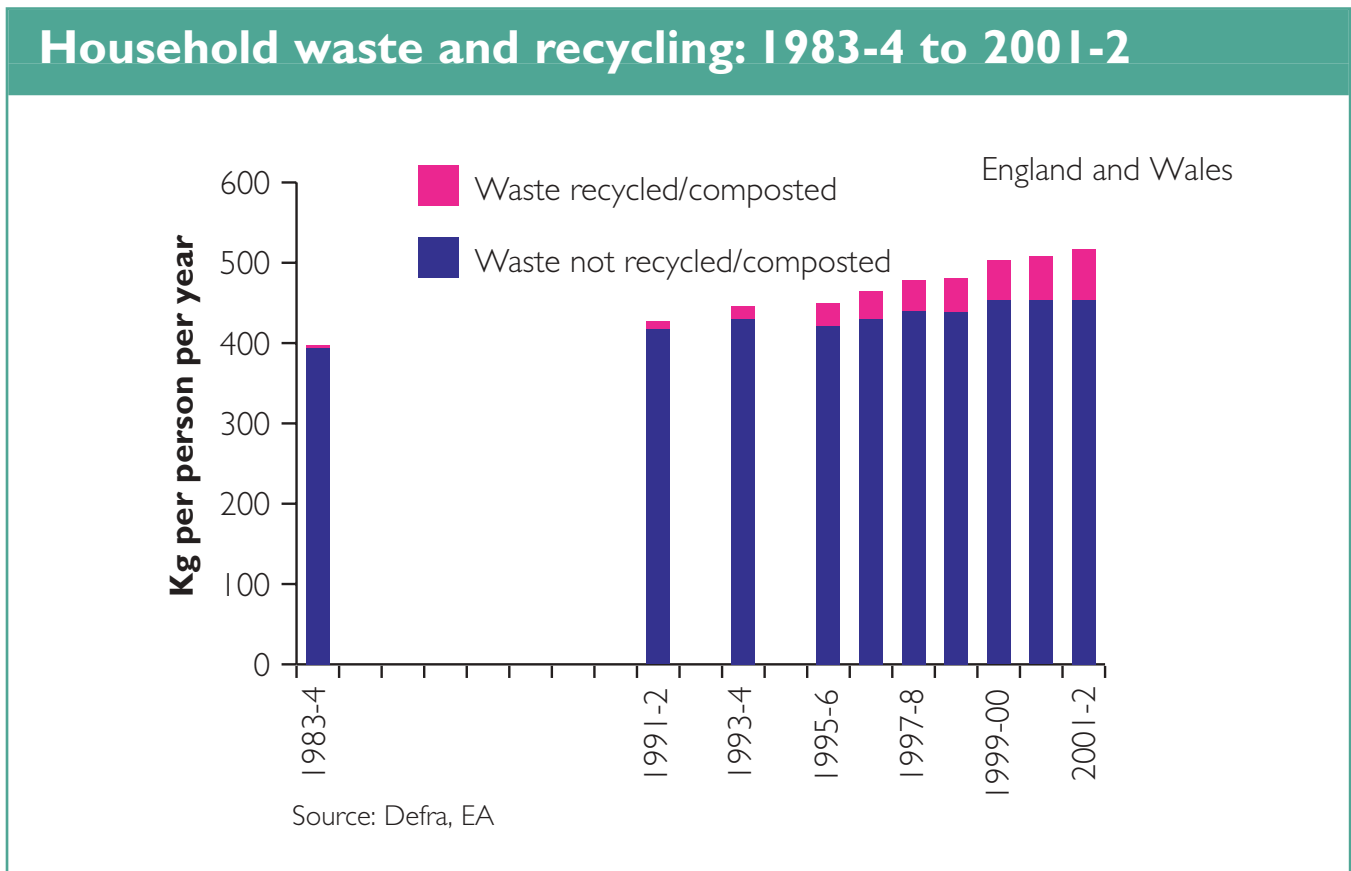 Household waste and recycling: 1983-4 to 2001-2
England and Wales
Waste recycled/composted
Waste not recycled/composted
Kg per person per year
600
500
400
300
200
100
0
1983-4
1991-2
1993-4
1995-6
1997-8
1999-00
2001-2
Source: Defra, EA